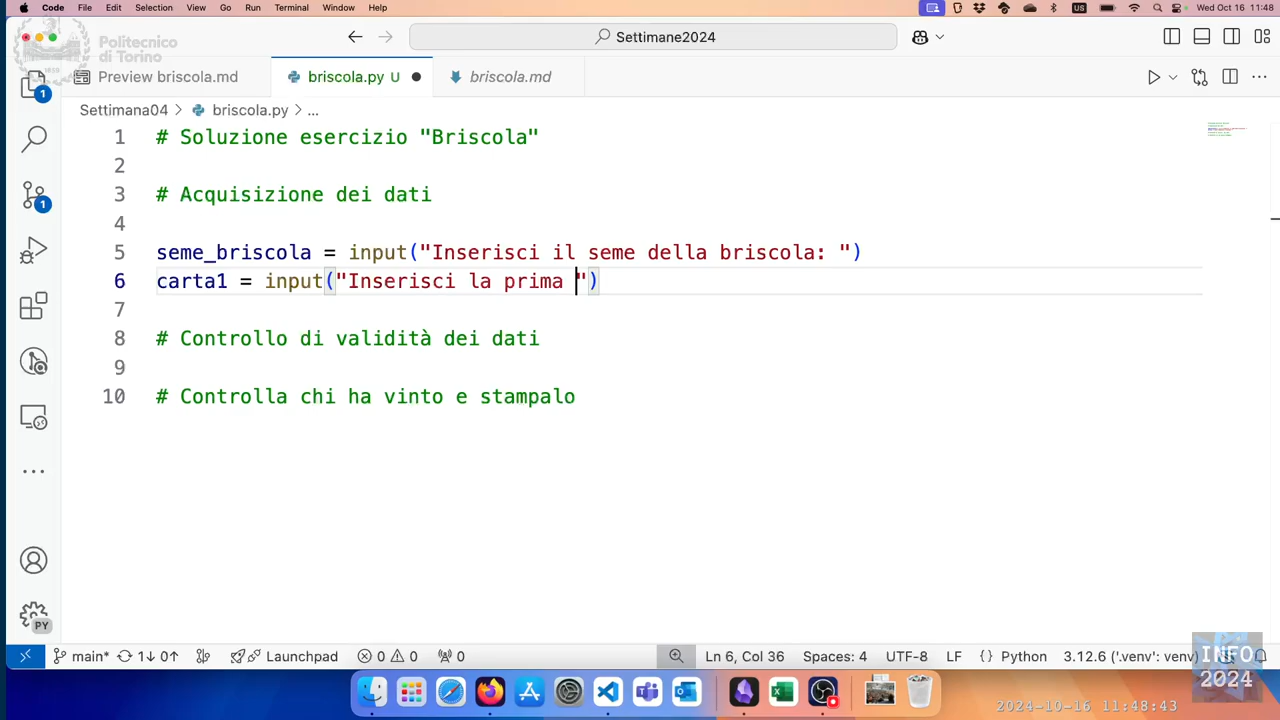 Code File Edit Selection View Go Run Terminal Window Help Wed Oct 16 11:48
US
Politecnico
di Torino
1859
Settimane2024
Preview briscola.md
briscola.py U
briscola.md
Settimana04 > briscola.py > ...
1 # Soluzione esercizio "Briscola"
2
3 # Acquisizione dei dati
4
5 seme_briscola = input("Inserisci il seme della briscola: ")
6 carta1 = input("Inserisci la prima ")
7
8 # Controllo di validità dei dati
9
10 # Controlla chi ha vinto e stampalo
1
1
PY
main* 1↓ 0↑ Launchpad 0 0 0 Ln 6, Col 36 Spaces: 4 UTF-8 LF {} Python 3.12.6 ('.venv': venv)
INFO
2024
2024-10-16 11:48:43